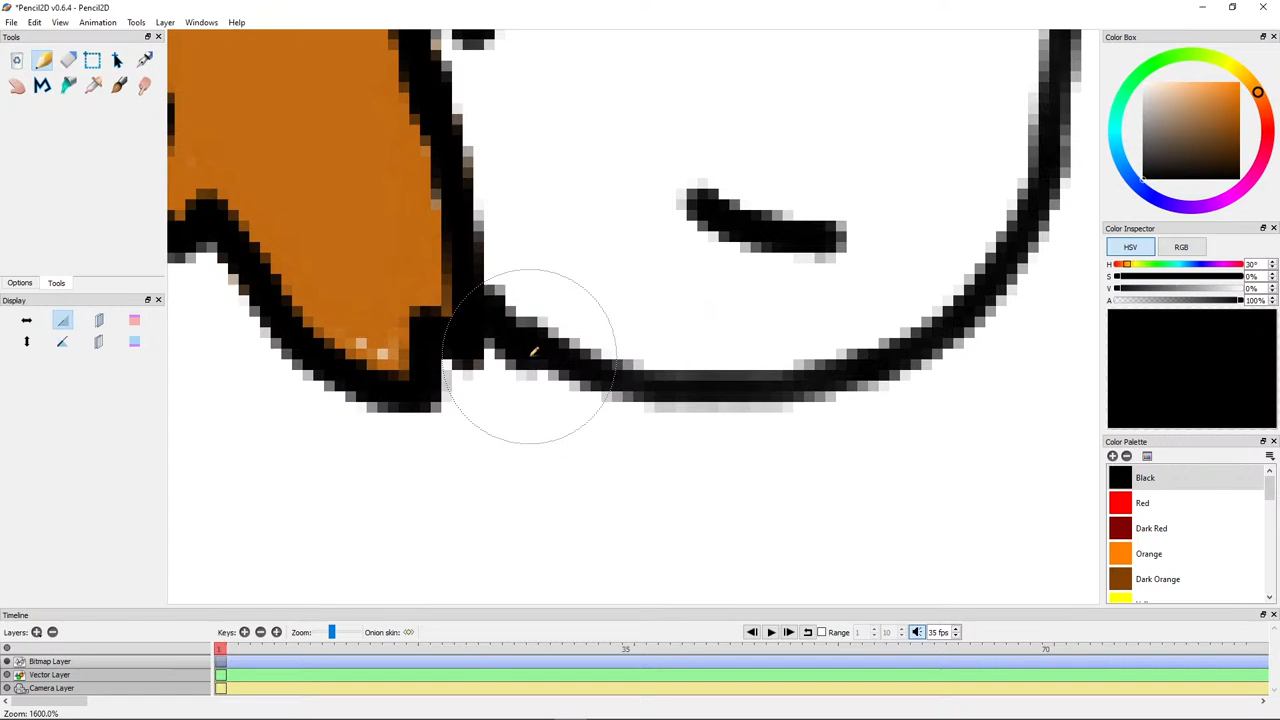 *Pencil2D v0.6.4 - Pencil2D
File Edit View Animation Tools Layer Windows Help
Tools
Options Tools
Display
Color Box
Color Inspector
HSV RGB
H 30°
S 0%
V 0%
A 100%
Color Palette
Black
Red
Dark Red
Orange
Dark Orange
Timeline
Layers: Keys: Zoom: Onion skin: Range 1 10 35 fps
1 35 70
Bitmap Layer
Vector Layer
Camera Layer
Zoom: 1600.0%